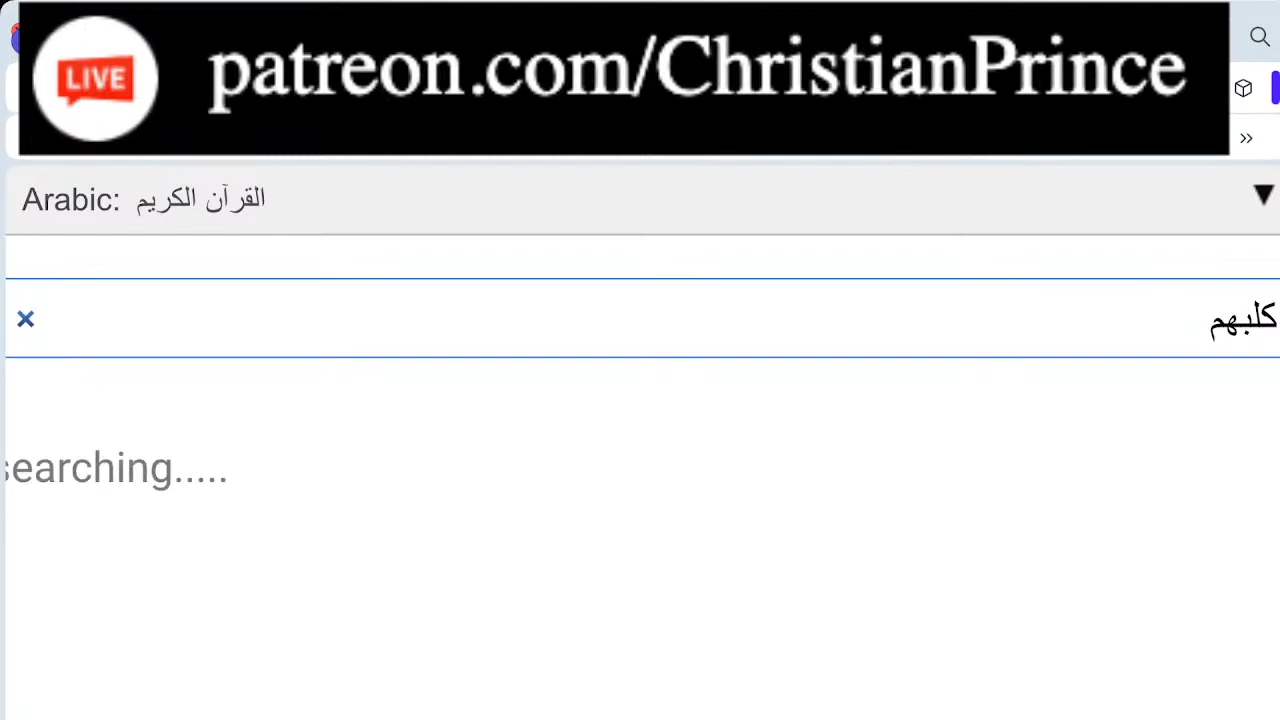 LIVE
patreon.com/ChristianPrince
Arabic: القرآن الكريم
كلبهم
searching.....